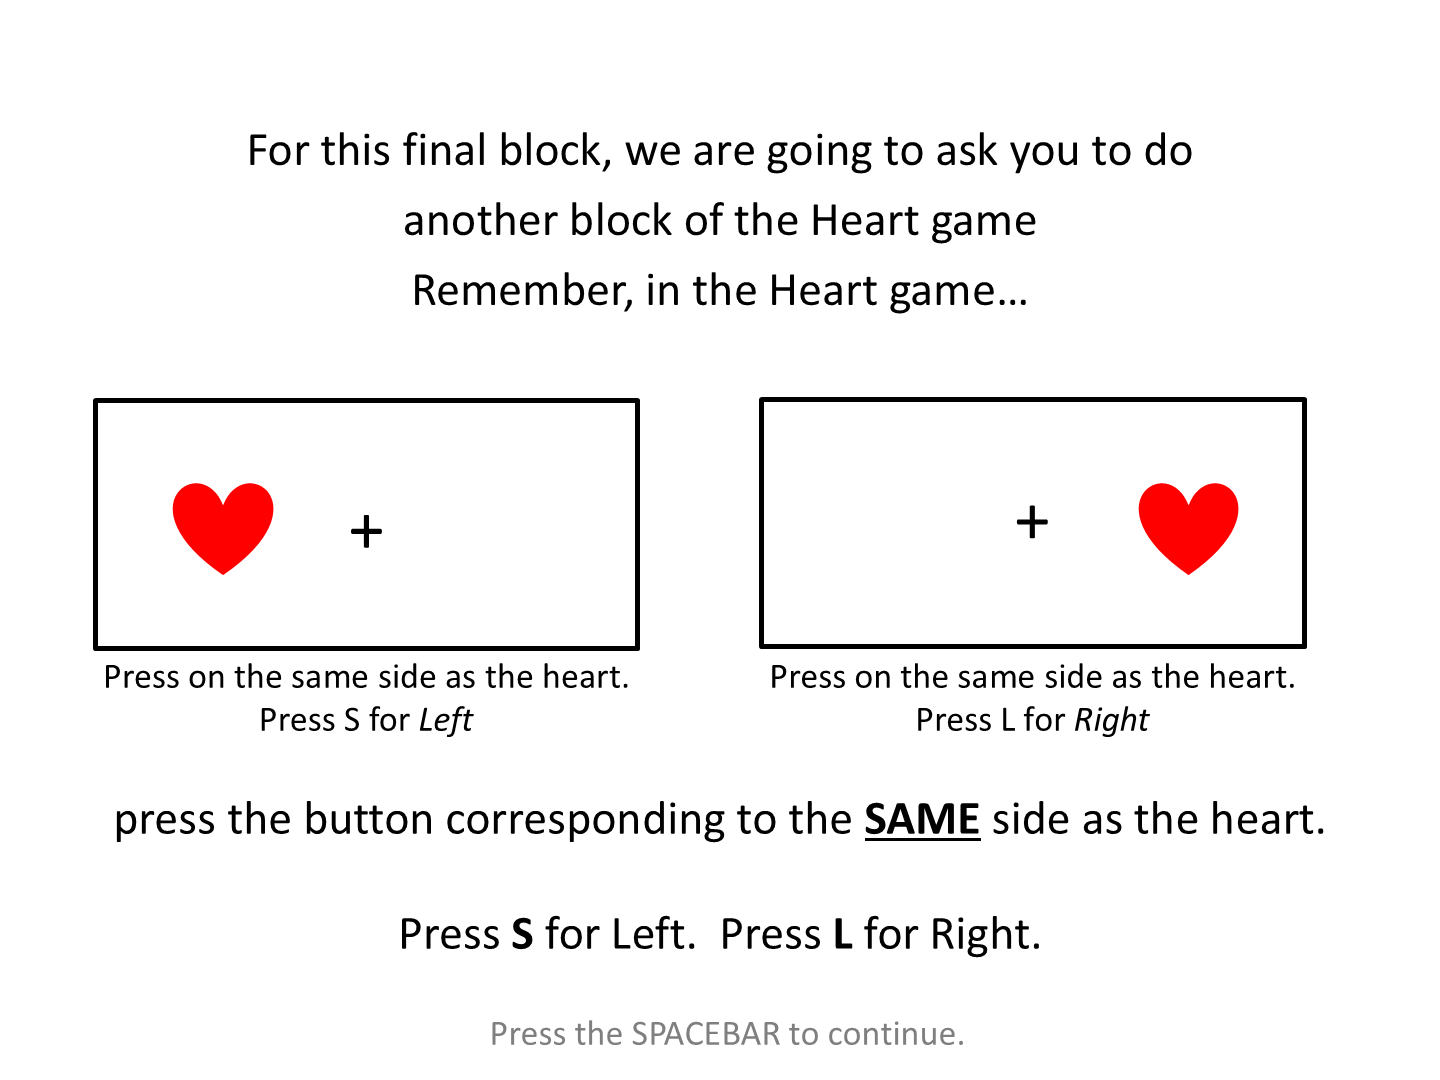 For this final block, we are going to ask you to do
another block of the Heart game
Remember, in the Heart game…
+
+
Press on the same side as the heart.
Press S for Left
Press on the same side as the heart.
Press L for Right
press the button corresponding to the SAME side as the heart.
Press S for Left.  Press L for Right.
Press the SPACEBAR to continue.